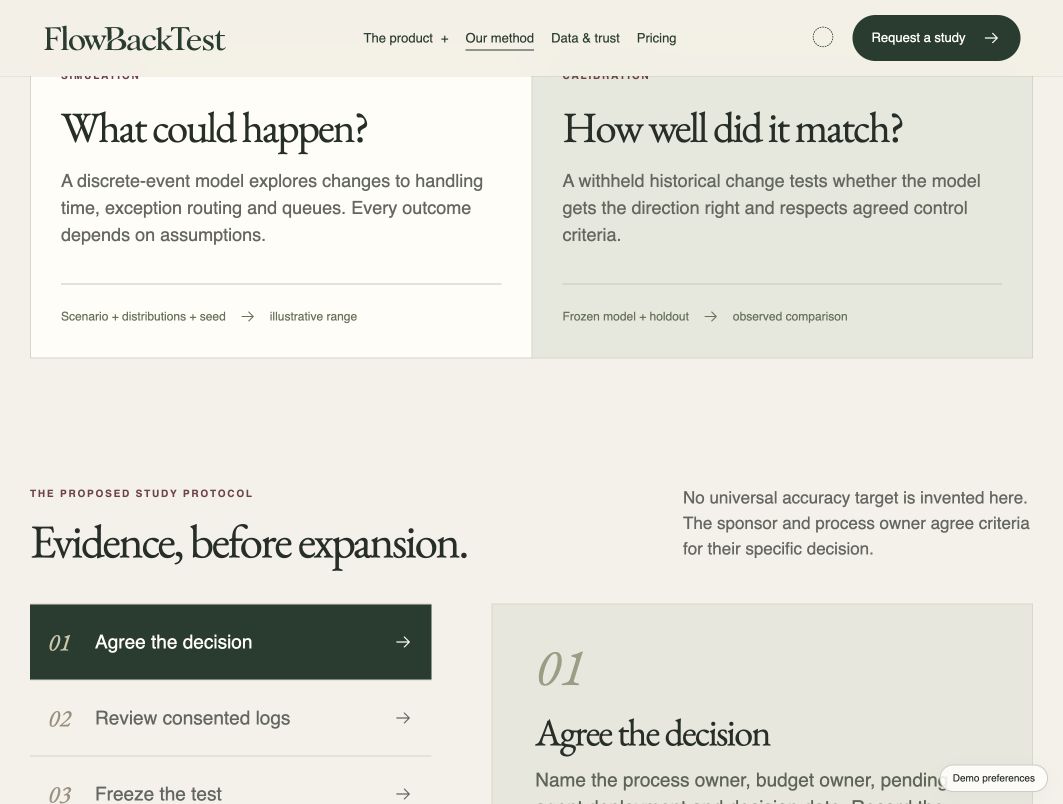 FlowBackTest
The product +
Our method
Data & trust
Pricing
Request a study
SIMULATION
What could happen?
A discrete-event model explores changes to handling
time, exception routing and queues. Every outcome
depends on assumptions.
Scenario + distributions + seed → illustrative range
CALIBRATION
How well did it match?
A withheld historical change tests whether the model
gets the direction right and respects agreed control
criteria.
Frozen model + holdout → observed comparison
THE PROPOSED STUDY PROTOCOL
Evidence, before expansion.
No universal accuracy target is invented here.
The sponsor and process owner agree criteria
for their specific decision.
01 Agree the decision
02 Review consented logs
03 Freeze the test
01
Agree the decision
Name the process owner, budget owner, pending
Demo preferences